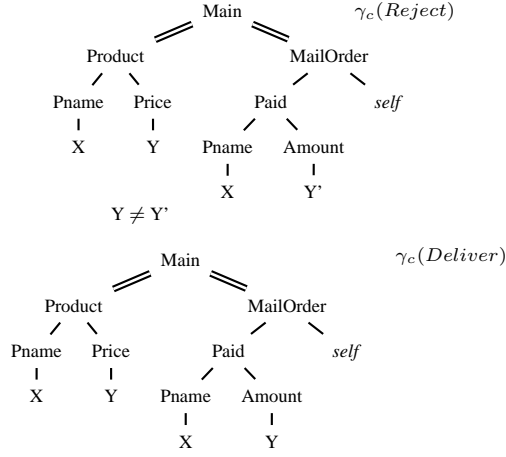 Main γc(Reject)
Product MailOrder
Pname Price Paid self
X Y Pname Amount
X Y'
Y ≠ Y'
Main γc(Deliver)
Product MailOrder
Pname Price Paid self
X Y Pname Amount
X Y